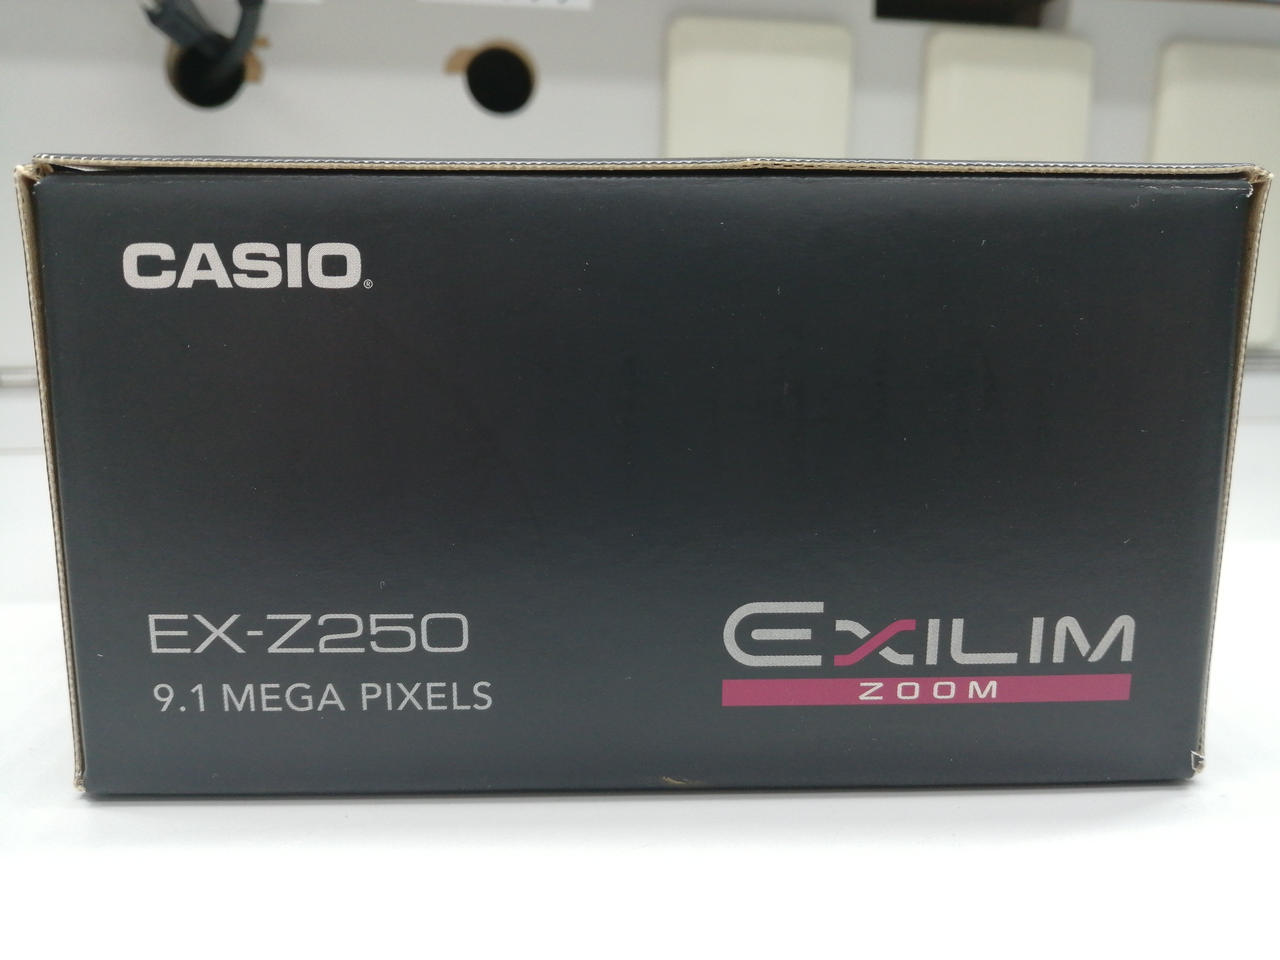 CASIO®
EX-Z250
9.1 MEGA PIXELS
EXILIM
ZOOM